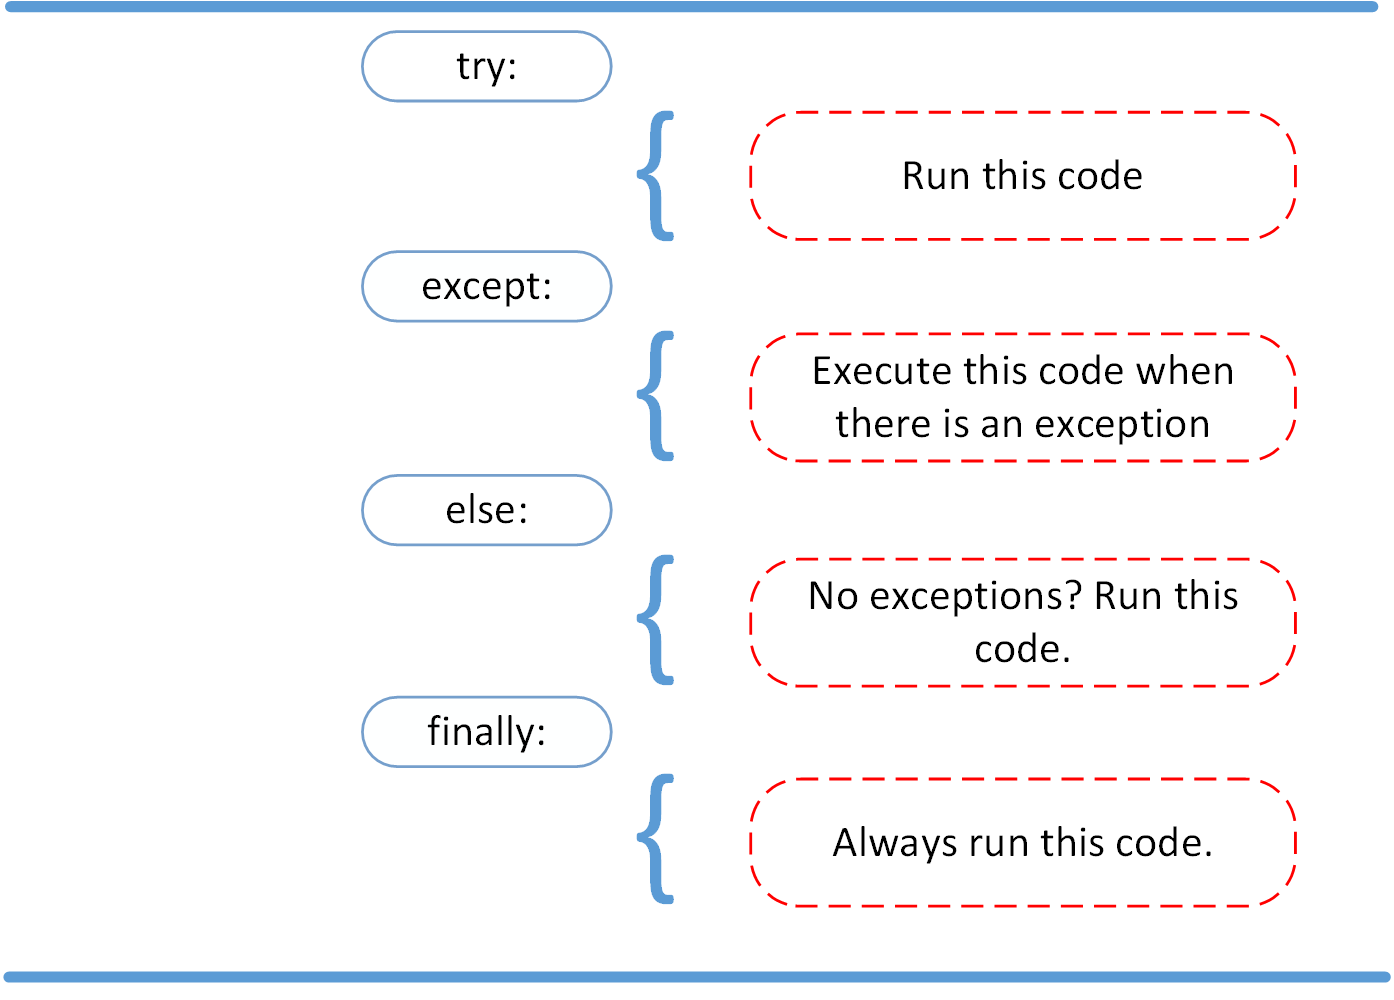 try:
Run this code
except:
Execute this code when
there is an exception
else:
No exceptions? Run this
code.
finally:
Always run this code.